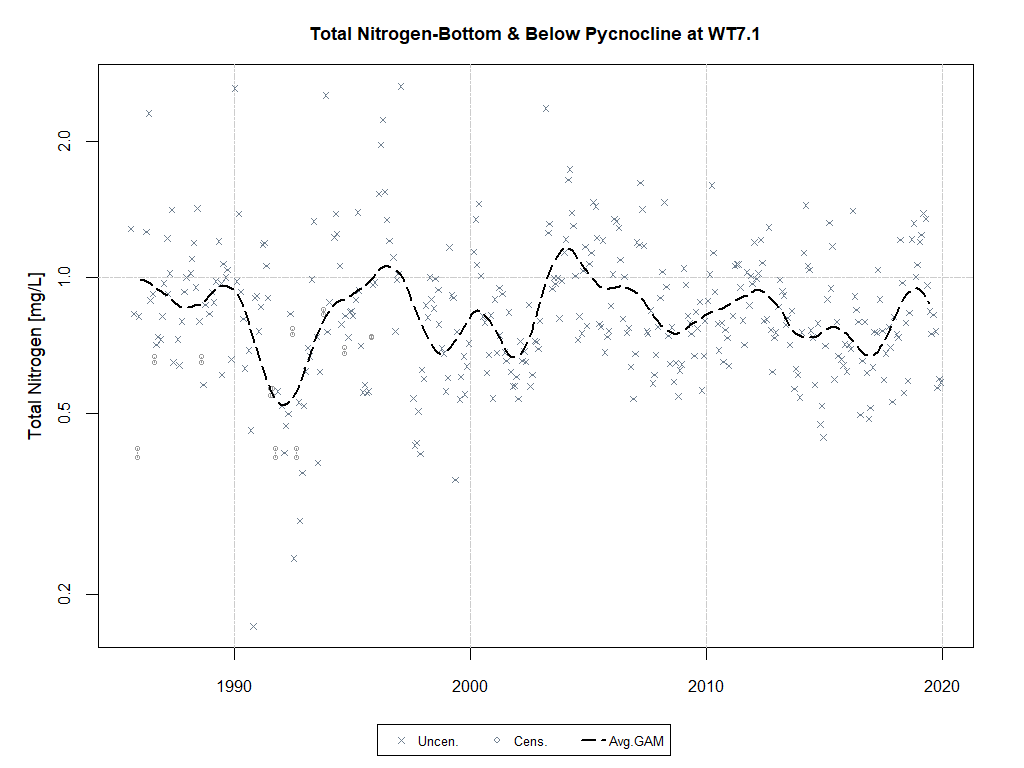 Total Nitrogen-Bottom & Below Pycnocline at WT7.1
Total Nitrogen [mg/L]
2.0
1.0
0.5
0.2
1990 2000 2010 2020
Uncen. Cens. Avg.GAM